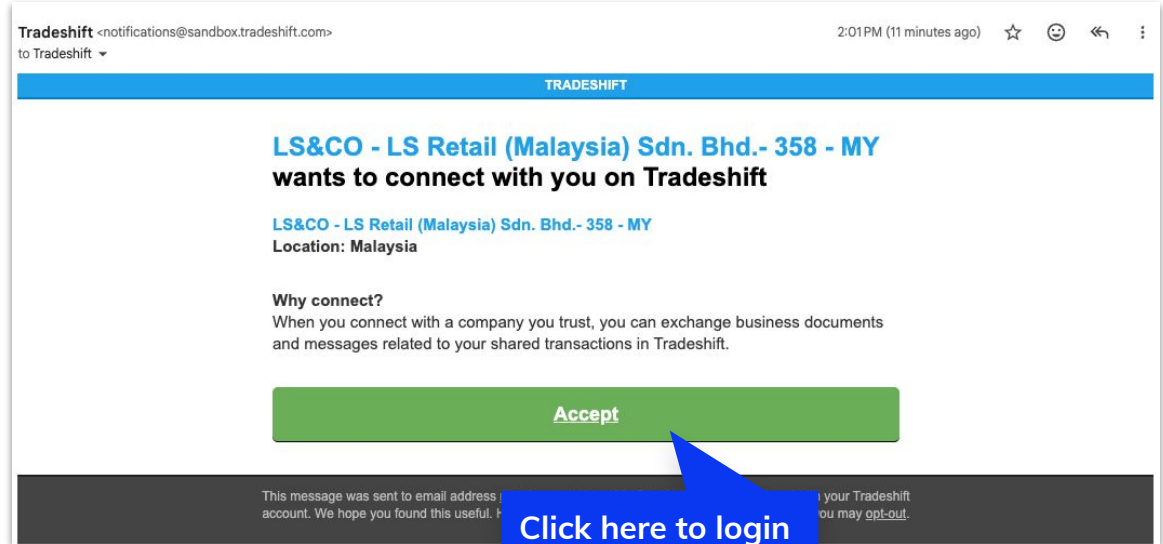 Tradeshift <notifications@sandbox.tradeshift.com>
2:01 PM (11 minutes ago)
to Tradeshift
TRADESHIFT
LS&CO - LS Retail (Malaysia) Sdn. Bhd.- 358 - MY
wants to connect with you on Tradeshift
LS&CO - LS Retail (Malaysia) Sdn. Bhd.- 358 - MY
Location: Malaysia
Why connect?
When you connect with a company you trust, you can exchange business documents
and messages related to your shared transactions in Tradeshift.
Accept
This message was sent to email address your Tradeshift
account. We hope you found this useful. you may opt-out.
Click here to login